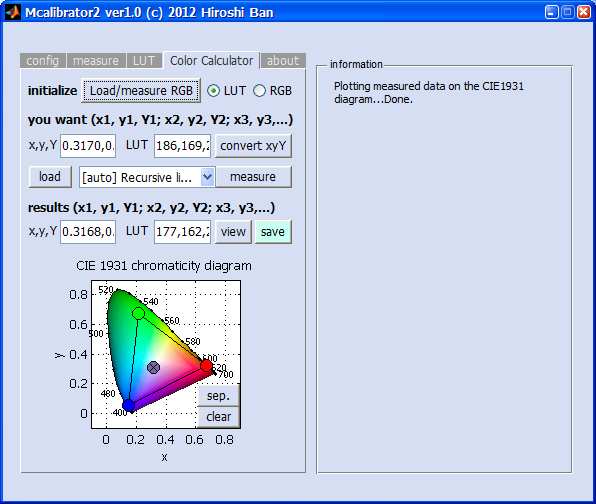 Mcalibrator2 ver1.0 (c) 2012 Hiroshi Ban
config measure LUT Color Calculator about
initialize Load/measure RGB LUT RGB
you want (x1, y1, Y1; x2, y2, Y2; x3, y3,...)
x,y,Y 0.3170,0. LUT 186,169,2 convert xyY
load [auto] Recursive li... measure
results (x1, y1, Y1; x2, y2, Y2; x3, y3,...)
x,y,Y 0.3168,0. LUT 177,162,2 view save
CIE 1931 chromaticity diagram
0.8
0.6
0.4
0.2
0
y
520
540
560
500
580
600
620
700
480
400
sep.
clear
0 0.2 0.4 0.6 0.8
x
information
Plotting measured data on the CIE1931
diagram...Done.